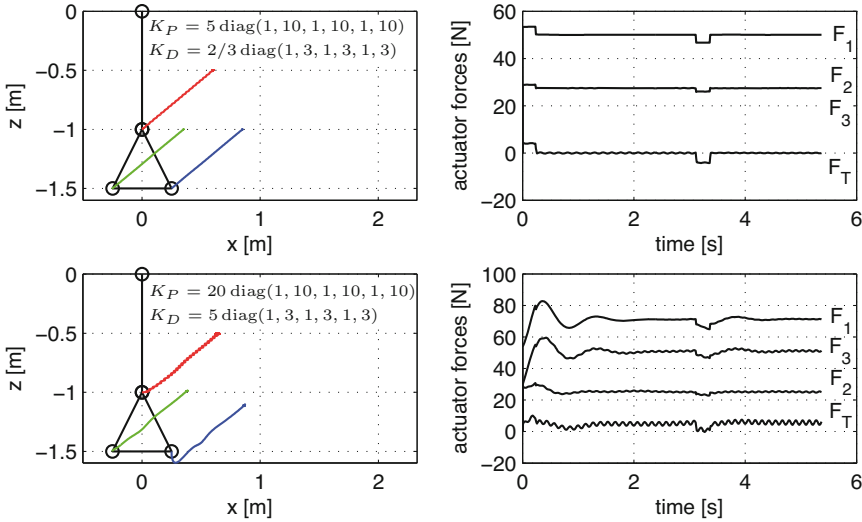 K_P = 5 diag(1, 10, 1, 10, 1, 10)
K_D = 2/3 diag(1, 3, 1, 3, 1, 3)
0
−0.5
−1
−1.5
z [m]
0 1 2
x [m]
60
40
20
0
−20
actuator forces [N]
F_1
F_2
F_3
F_T
0 2 4 6
time [s]
K_P = 20 diag(1, 10, 1, 10, 1, 10)
K_D = 5 diag(1, 3, 1, 3, 1, 3)
0
−0.5
−1
−1.5
z [m]
0 1 2
x [m]
100
80
60
40
20
0
−20
actuator forces [N]
F_1
F_3
F_2
F_T
0 2 4 6
time [s]